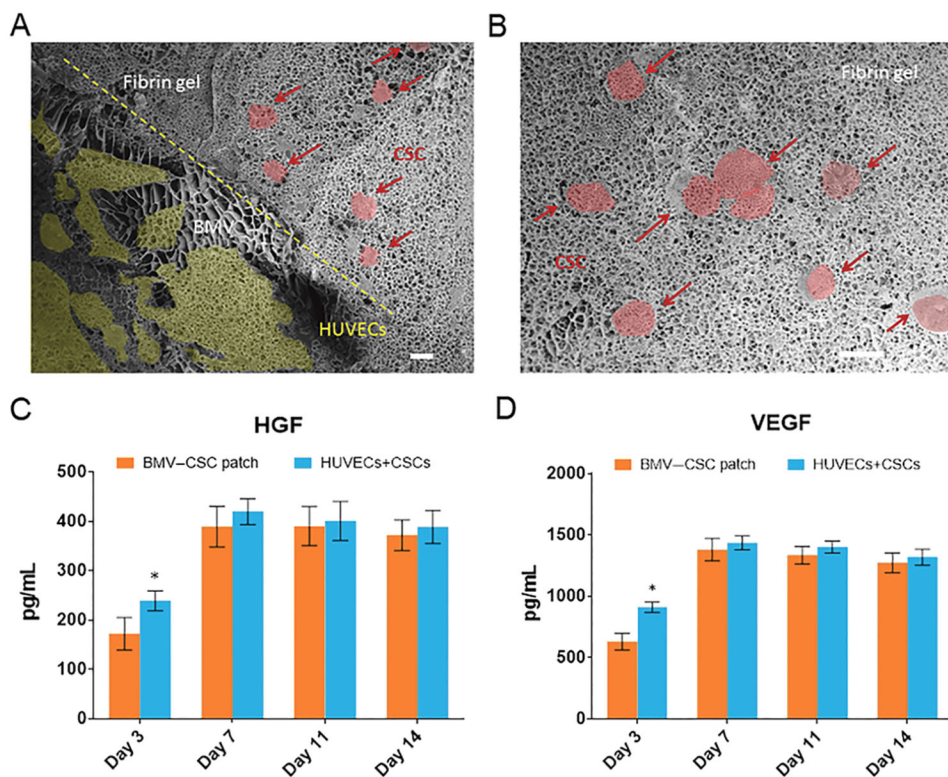 A
Fibrin gel
CSC
BMV
HUVECs
B
Fibrin gel
CSC
C
HGF
BMV–CSC patch
HUVECs+CSCs
pg/mL
500
400
300
200
100
0
*
Day 3
Day 7
Day 11
Day 14
D
VEGF
BMV–CSC patch
HUVECs+CSCs
pg/mL
2000
1500
1000
500
0
*
Day 3
Day 7
Day 11
Day 14